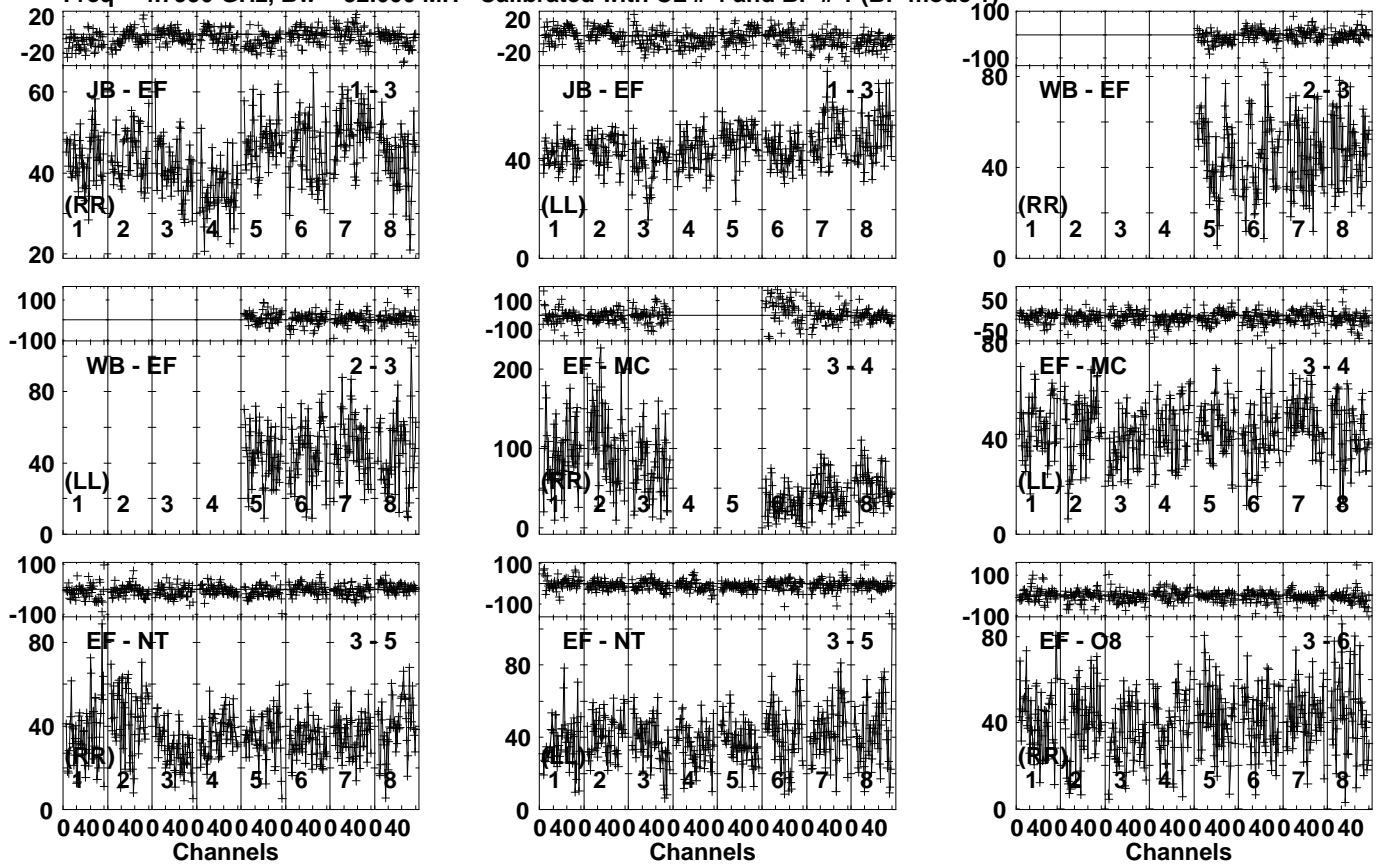 Calibrated with CL # 4 and BP # 1 (BP mode 1)
20 20 100
-20 -20 -100
JB - EF 1 - 3 JB - EF 1 - 3 WB - EF 2 - 3
60 80
40 40 40
(RR) (LL) (RR)
1 2 3 4 5 6 7 8 1 2 3 4 5 6 7 8 1 2 3 4 5 6 7 8
20 0 0
100 100 50
-100 -100 -50
WB - EF 2 - 3 EF - MC 3 - 4 EF - MC 3 - 4
80 200 80
40 100 40
(LL) (RR) (LL)
1 2 3 4 5 6 7 8 1 2 3 4 5 6 7 8 1 2 3 4 5 6 7 8
0 0 0
100 100 100
-100 -100 -100
EF - NT 3 - 5 EF - NT 3 - 5 EF - O8 3 - 6
80 80 80
40 40 40
(RR) (LL) (RR)
1 2 3 4 5 6 7 8 1 2 3 4 5 6 7 8 1 2 3 4 5 6 7 8
0 0 0
0 40 0 40 0 40 0 40 0 40 0 40 0 40 0 40 0 40 0 40 0 40 0 40 0 40 0 40 0 40 0 40 0 40 0 40 0 40 0 40 0 40 0 40 0 40 0 40
Channels Channels Channels